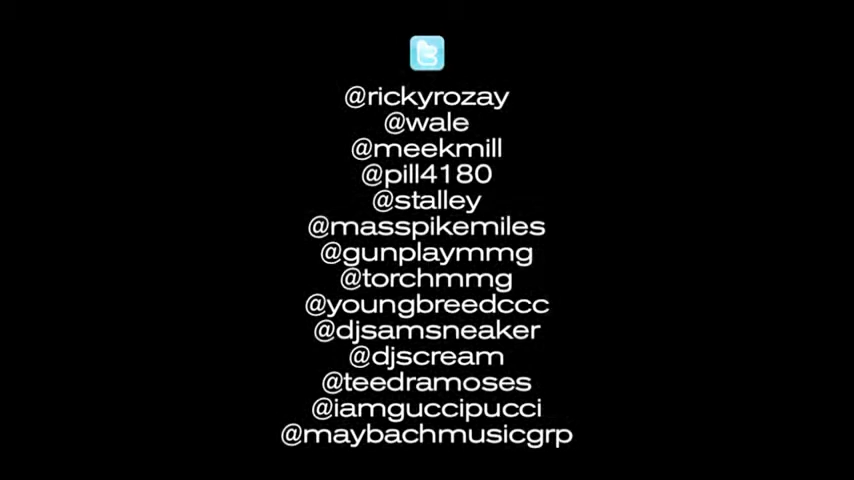 @rickyrozay
@wale
@meekmill
@pill4180
@stalley
@masspikemiles
@gunplaymmg
@torchmmg
@youngbreedccc
@djsamsneaker
@djscream
@teedramoses
@iamguccipucci
@maybachmusicgrp